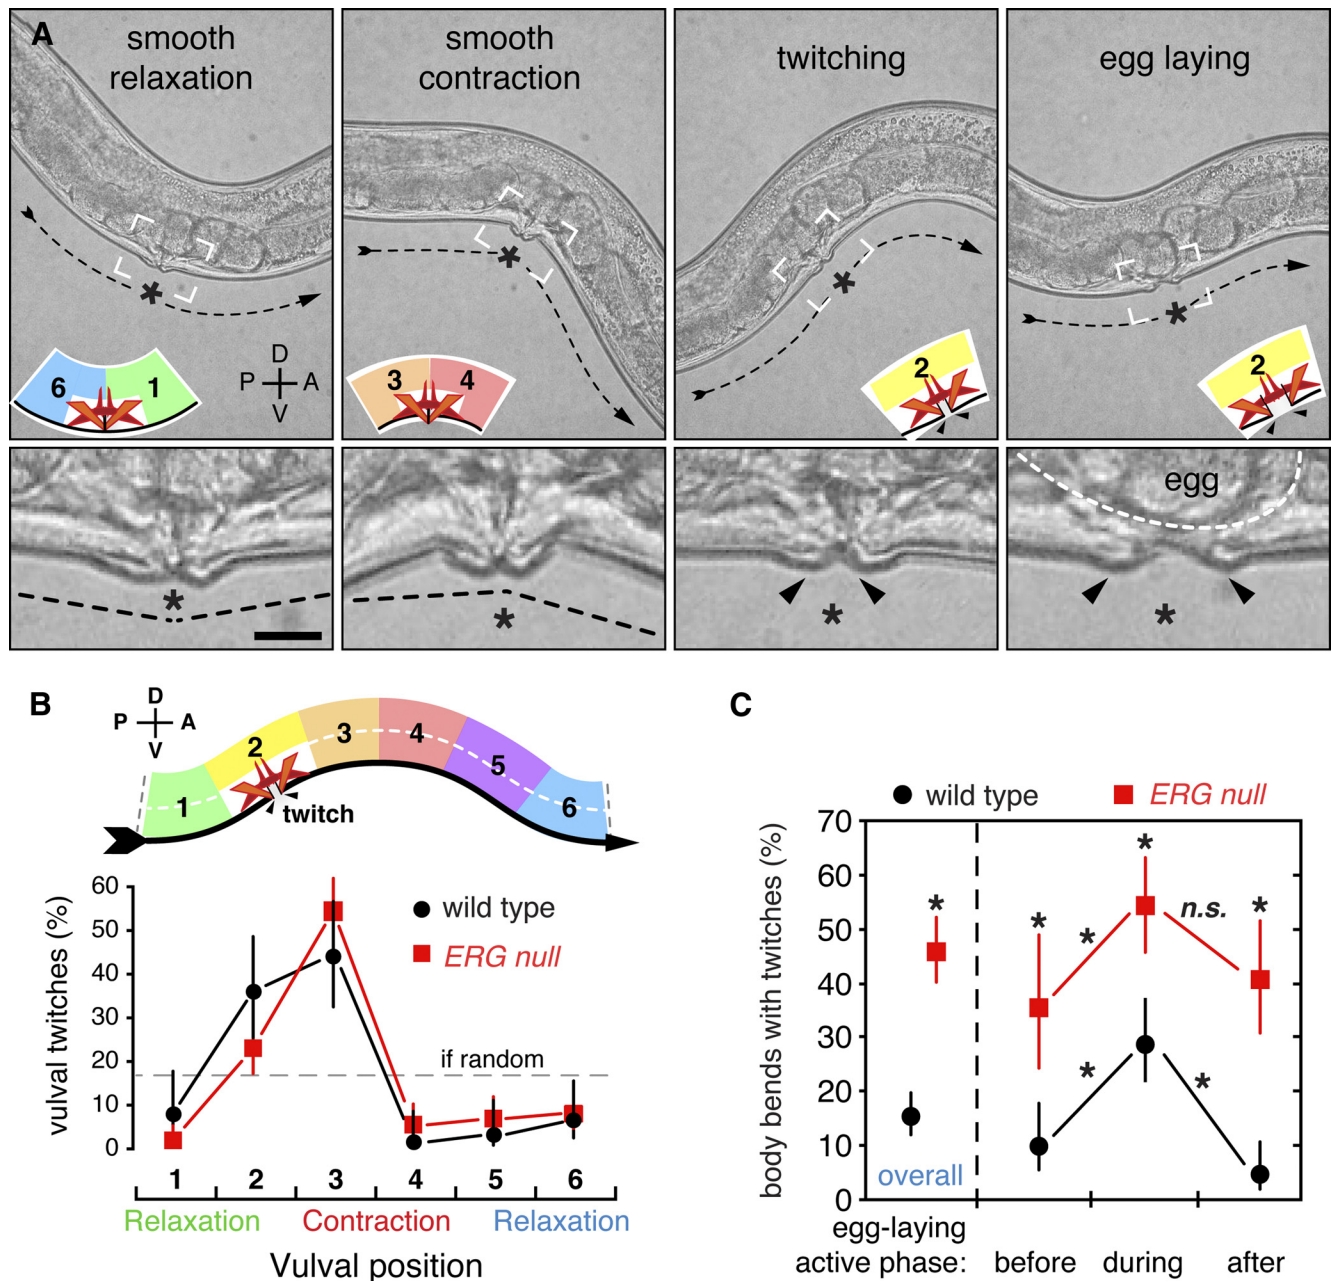 A
smooth
relaxation
smooth
contraction
twitching
egg laying
6 1
D
P A
V
3 4
2
2
*
*
*
*
egg
*
*
*
*
B
D
P A
V
1 2 3 4 5 6
twitch
vulval twitches (%)
60
50
40
30
20
10
0
wild type
ERG null
if random
1 2 3 4 5 6
Relaxation Contraction Relaxation
Vulval position
C
wild type ERG null
body bends with twitches (%)
70
60
50
40
30
20
10
0
*
*
*
*
n.s.
*
*
*
overall
egg-laying
active phase: before during after